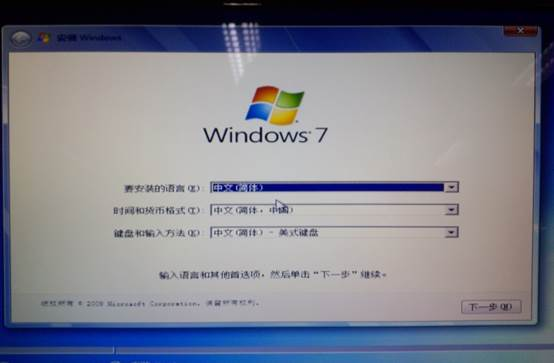 安装 Windows
Windows 7
要安装的语言(E): 中文(简体)
时间和货币格式(T): 中文(简体，中国)
键盘和输入方法(K): 中文(简体) - 美式键盘
输入语言和其他首选项，然后单击“下一步”继续。
版权所有 © 2009 Microsoft Corporation。保留所有权利。
下一步(N)